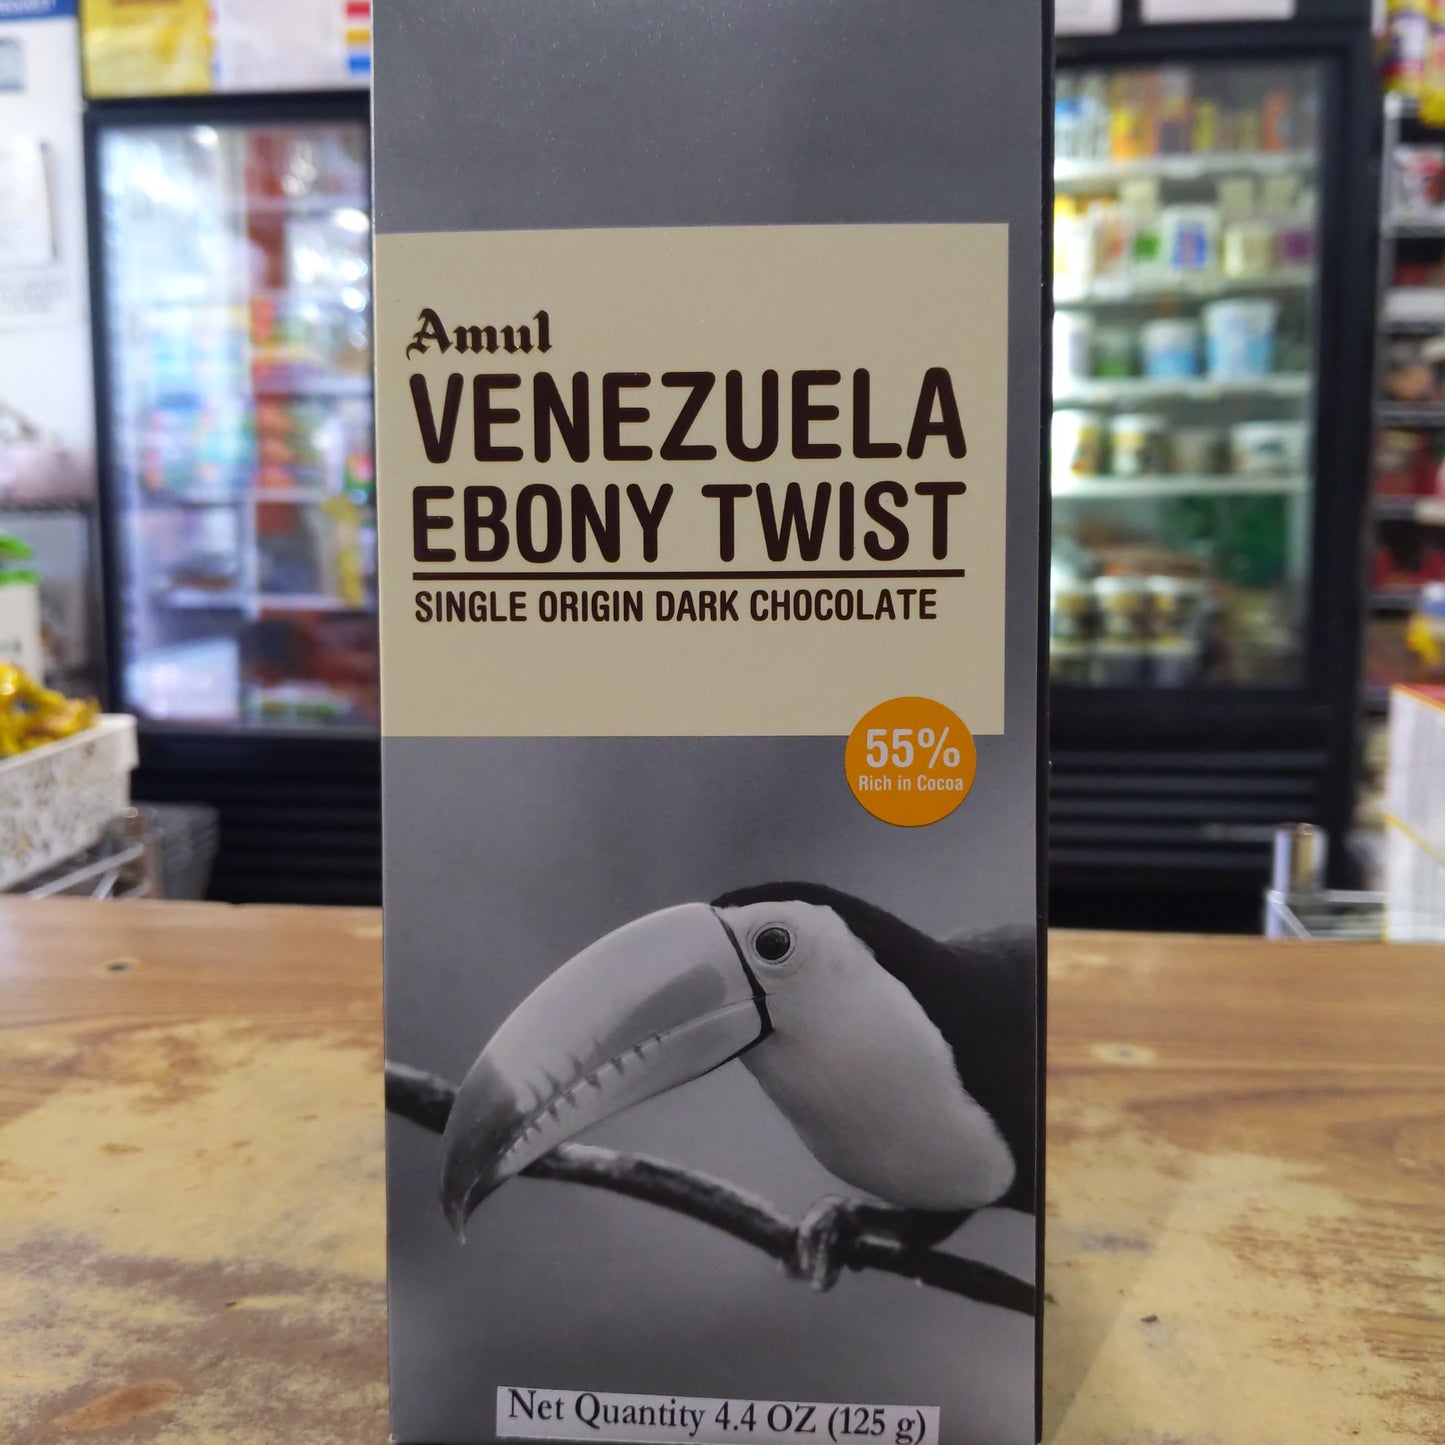 Amul
VENEZUELA
EBONY TWIST
SINGLE ORIGIN DARK CHOCOLATE
55%
Rich in Cocoa
Net Quantity 4.4 OZ (125 g)